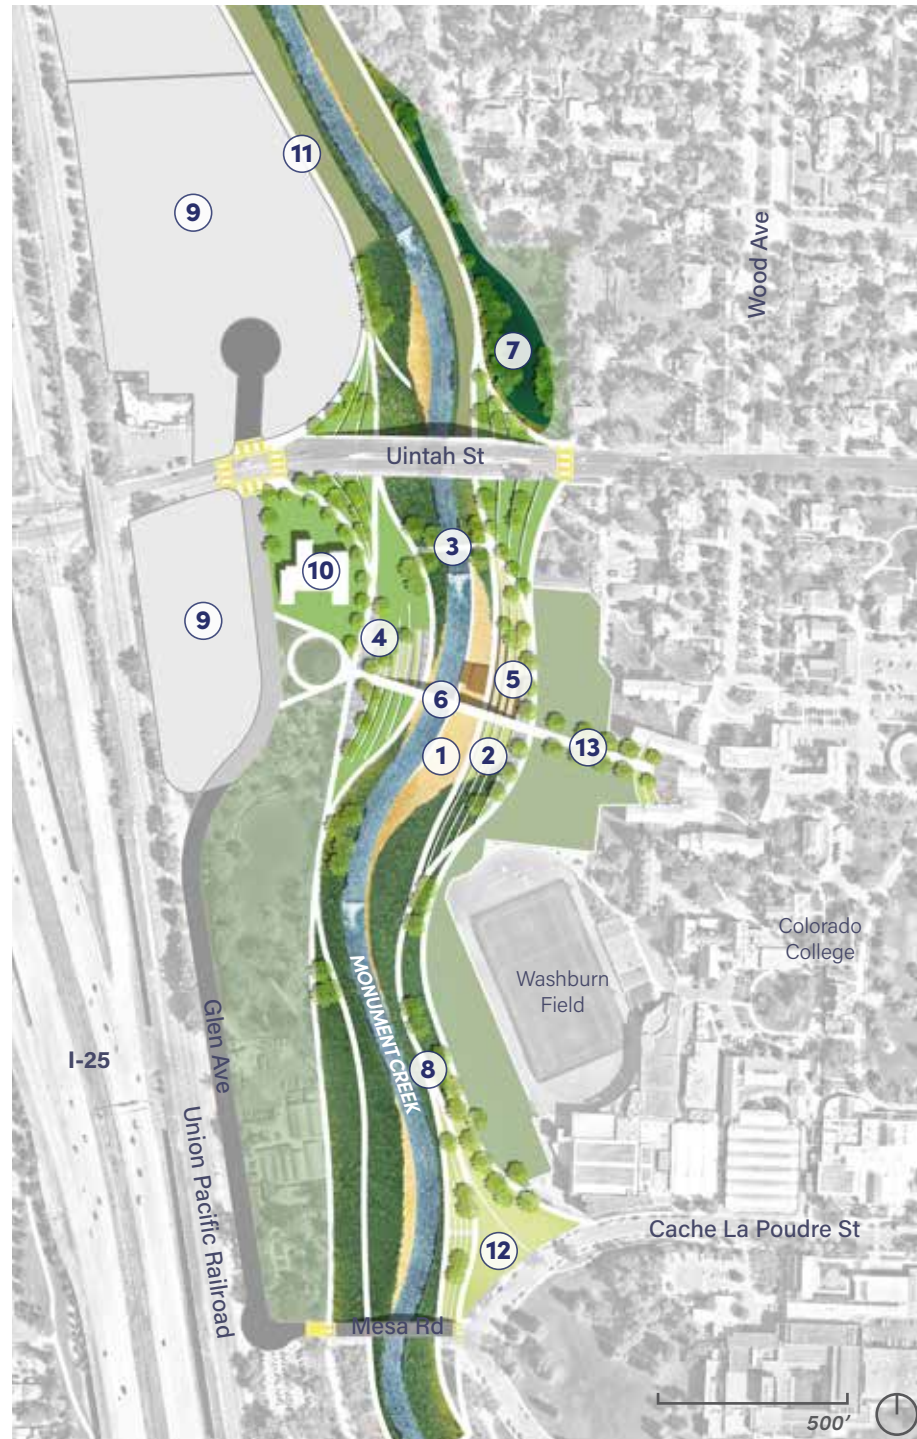 11
9
Wood Ave
7
Uintah St
3
10
9
4
5
6
13
1
2
Colorado
College
Washburn
Field
MONUMENT CREEK
Glen Ave
I-25
8
Union Pacific Railroad
Cache La Poudre St
12
Mesa Rd
500’